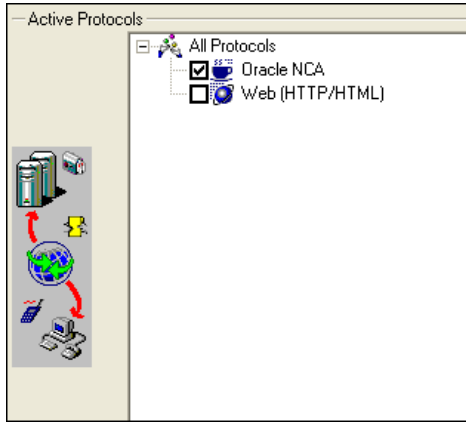 Active Protocols
All Protocols
Oracle NCA
Web (HTTP/HTML)